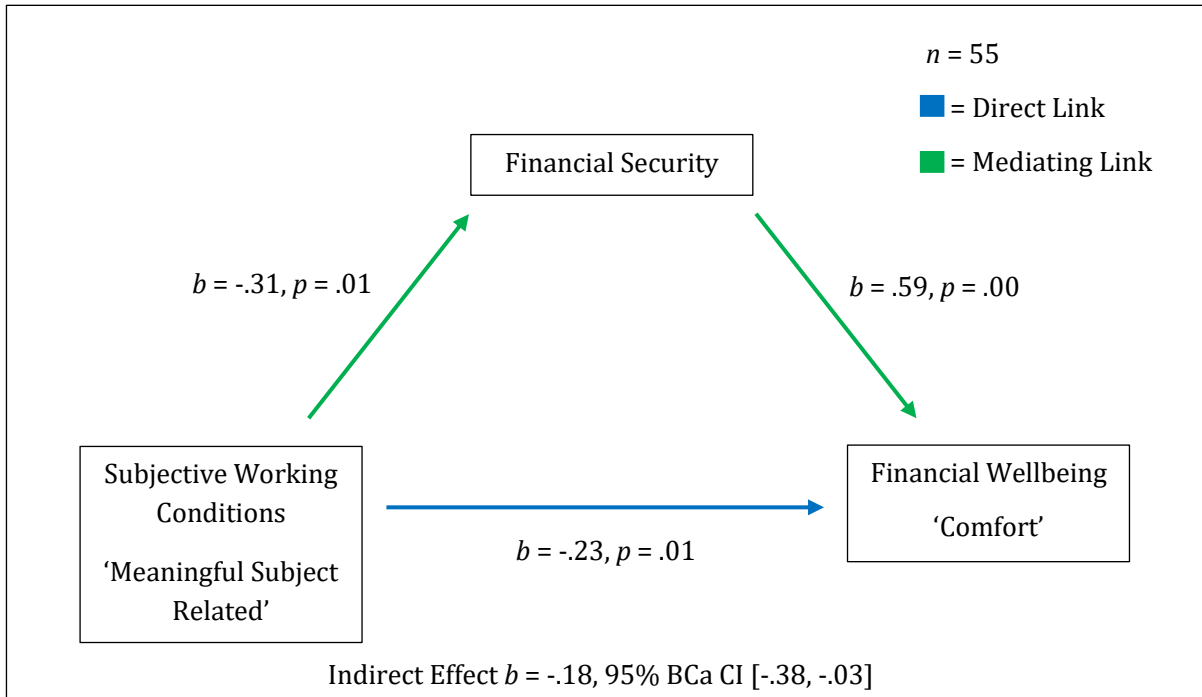 n = 55
= Direct Link
= Mediating Link
Financial Security
b = -.31, p = .01
b = .59, p = .00
Subjective Working
Conditions
‘Meaningful Subject
Related’
Financial Wellbeing
‘Comfort’
b = -.23, p = .01
Indirect Effect b = -.18, 95% BCa CI [-.38, -.03]